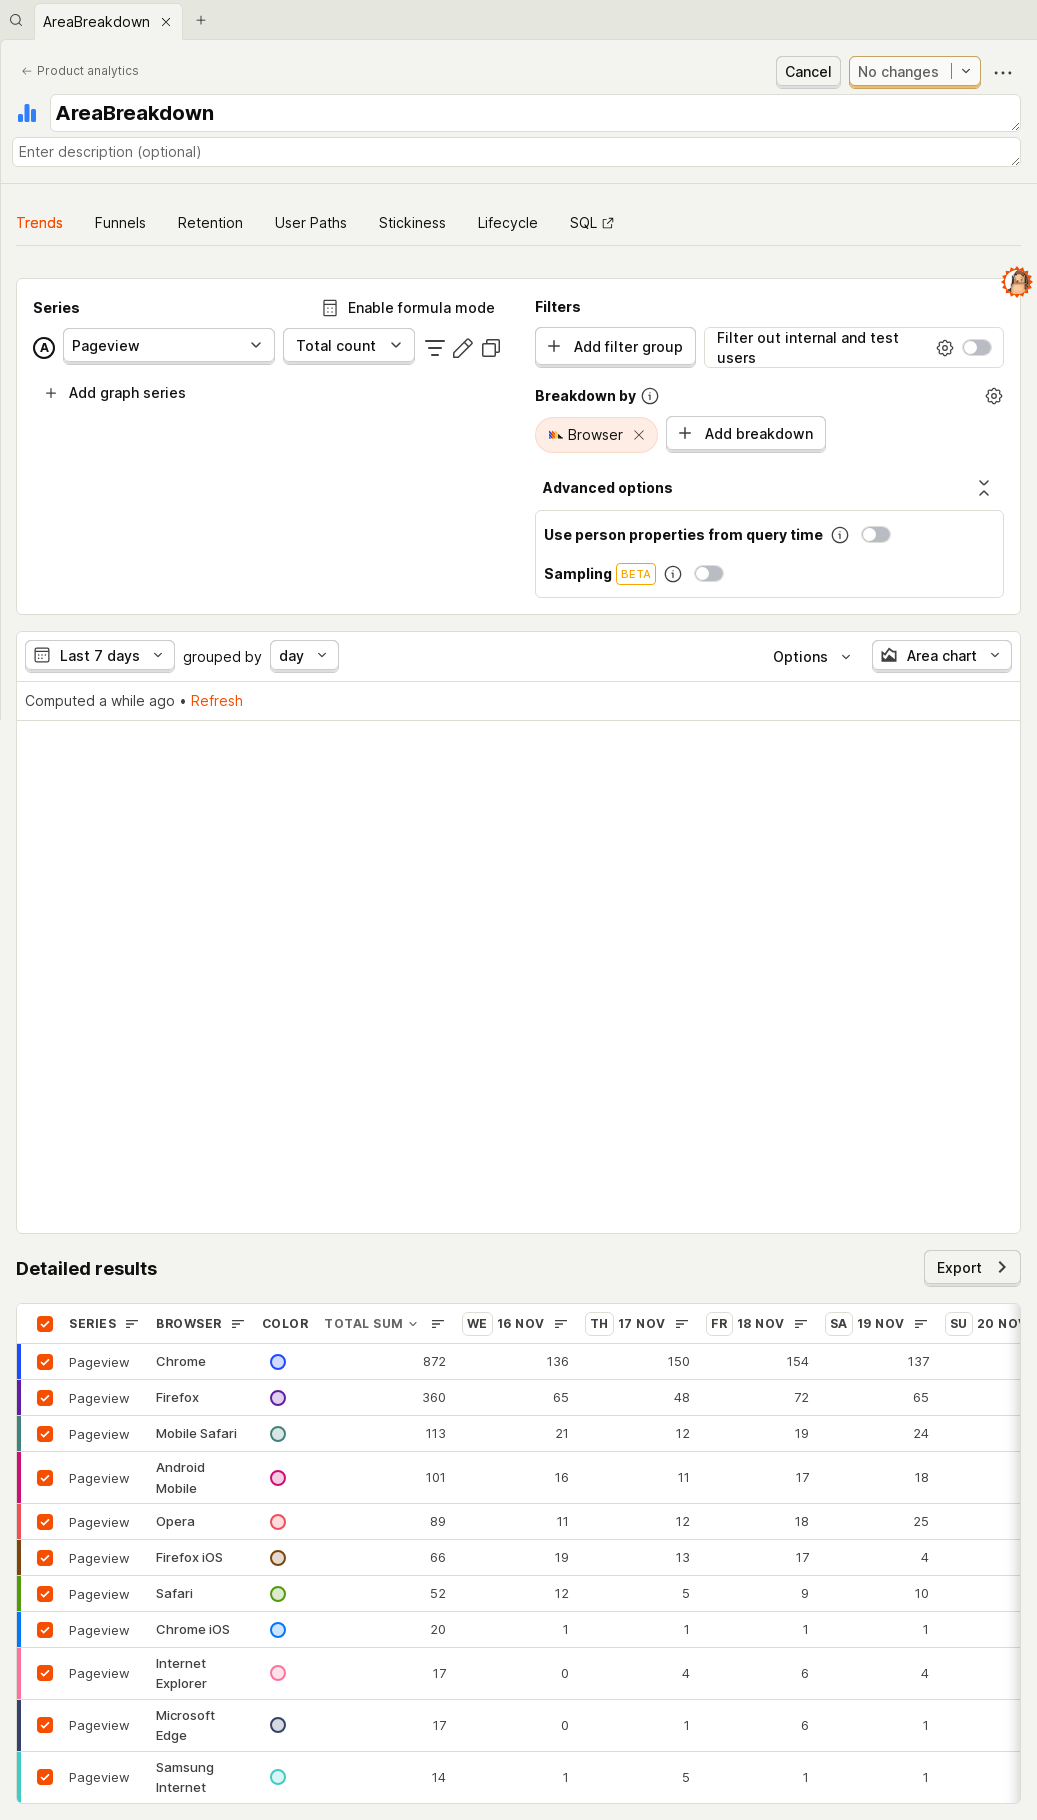 AreaBreakdown
Product analytics
Cancel
No changes
AreaBreakdown
Enter description (optional)
Trends Funnels Retention User Paths Stickiness Lifecycle SQL
Series
Enable formula mode
A Pageview Total count
Add graph series
Filters
Add filter group
Filter out internal and test
users
Breakdown by
Browser Add breakdown
Advanced options
Use person properties from query time
Sampling BETA
Last 7 days grouped by day Options Area chart
Computed a while ago • Refresh
Detailed results Export
SERIES BROWSER COLOR TOTAL SUM WE 16 NOV TH 17 NOV FR 18 NOV SA 19 NOV SU 20 NOV
Pageview Chrome 872 136 150 154 137
Pageview Firefox 360 65 48 72 65
Pageview Mobile Safari 113 21 12 19 24
Pageview Android Mobile 101 16 11 17 18
Pageview Opera 89 11 12 18 25
Pageview Firefox iOS 66 19 13 17 4
Pageview Safari 52 12 5 9 10
Pageview Chrome iOS 20 1 1 1 1
Pageview Internet Explorer 17 0 4 6 4
Pageview Microsoft Edge 17 0 1 6 1
Pageview Samsung Internet 14 1 5 1 1